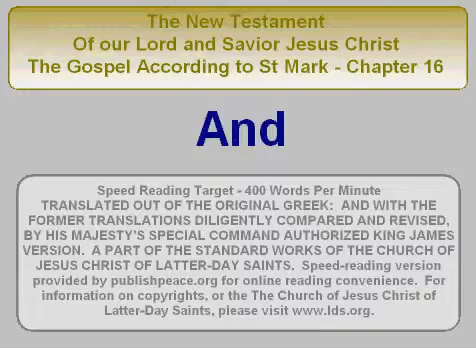 The New Testament
Of our Lord and Savior Jesus Christ
The Gospel According to St Mark - Chapter 16
And
Speed Reading Target - 400 Words Per Minute
TRANSLATED OUT OF THE ORIGINAL GREEK:  AND WITH THE
FORMER TRANSLATIONS DILIGENTLY COMPARED AND REVISED,
BY HIS MAJESTY'S SPECIAL COMMAND AUTHORIZED KING JAMES
VERSION.  A PART OF THE STANDARD WORKS OF THE CHURCH OF
JESUS CHRIST OF LATTER-DAY SAINTS.  Speed-reading version
provided by publishpeace.org for online reading convenience.  For
information on copyrights, or the The Church of Jesus Christ of
Latter-Day Saints, please visit www.lds.org.